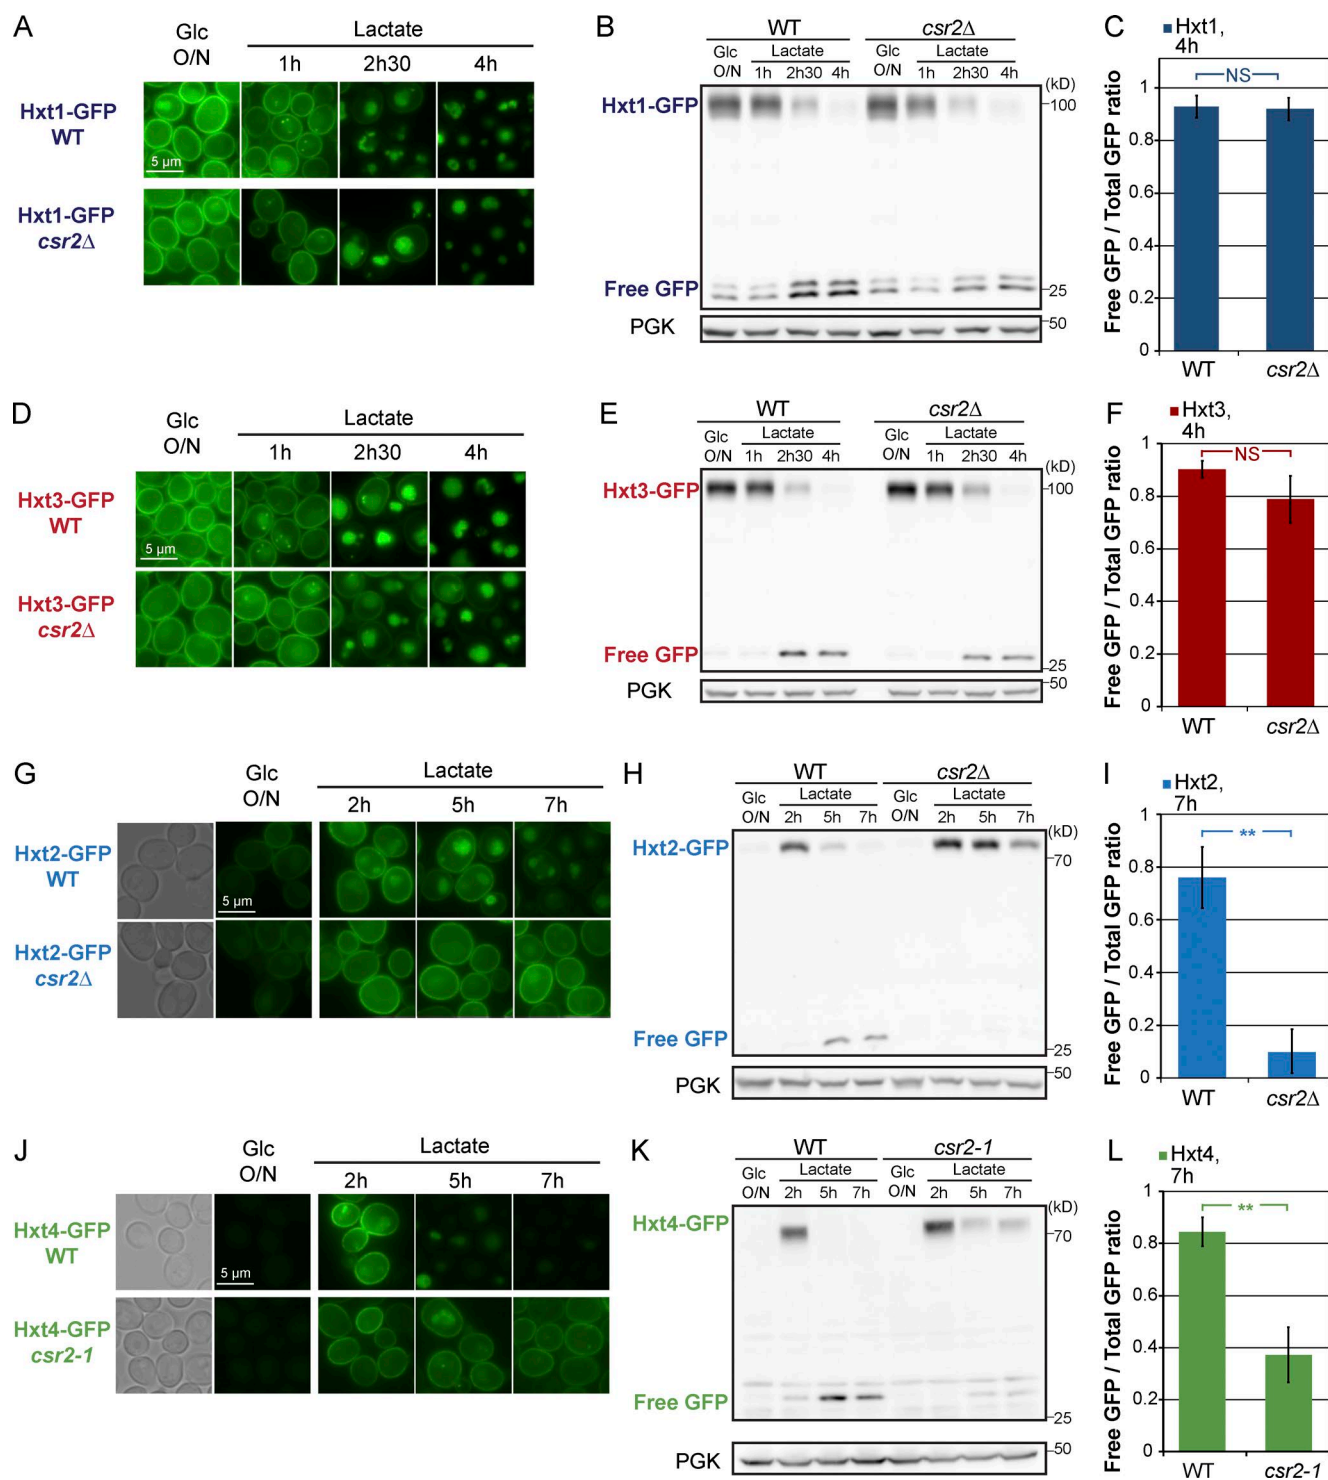 A
Glc
O/N
Lactate
1h 2h30 4h
Hxt1-GFP
WT
5 µm
Hxt1-GFP
csr2Δ
B
WT csr2Δ
Glc
O/N
Lactate
1h 2h30 4h
Glc
O/N
Lactate
1h 2h30 4h
(kD)
Hxt1-GFP
100
Free GFP
25
PGK
50
C
Hxt1,
4h
NS
Free GFP / Total GFP ratio
1
0.8
0.6
0.4
0.2
0
WT csr2Δ
D
Glc
O/N
Lactate
1h 2h30 4h
Hxt3-GFP
WT
5 µm
Hxt3-GFP
csr2Δ
E
WT csr2Δ
Glc
O/N
Lactate
1h 2h30 4h
Glc
O/N
Lactate
1h 2h30 4h
(kD)
Hxt3-GFP
100
Free GFP
25
PGK
50
F
Hxt3,
4h
NS
Free GFP / Total GFP ratio
1
0.8
0.6
0.4
0.2
0
WT csr2Δ
G
Glc
O/N
Lactate
2h 5h 7h
Hxt2-GFP
WT
5 µm
Hxt2-GFP
csr2Δ
H
WT csr2Δ
Glc
O/N
Lactate
2h 5h 7h
Glc
O/N
Lactate
2h 5h 7h
(kD)
Hxt2-GFP
70
Free GFP
25
PGK
50
I
Hxt2,
7h
**
Free GFP / Total GFP ratio
1
0.8
0.6
0.4
0.2
0
WT csr2Δ
J
Glc
O/N
Lactate
2h 5h 7h
Hxt4-GFP
WT
5 µm
Hxt4-GFP
csr2-1
K
WT csr2-1
Glc
O/N
Lactate
2h 5h 7h
Glc
O/N
Lactate
2h 5h 7h
(kD)
Hxt4-GFP
70
Free GFP
25
PGK
50
L
Hxt4,
7h
**
Free GFP / Total GFP ratio
1
0.8
0.6
0.4
0.2
0
WT csr2-1